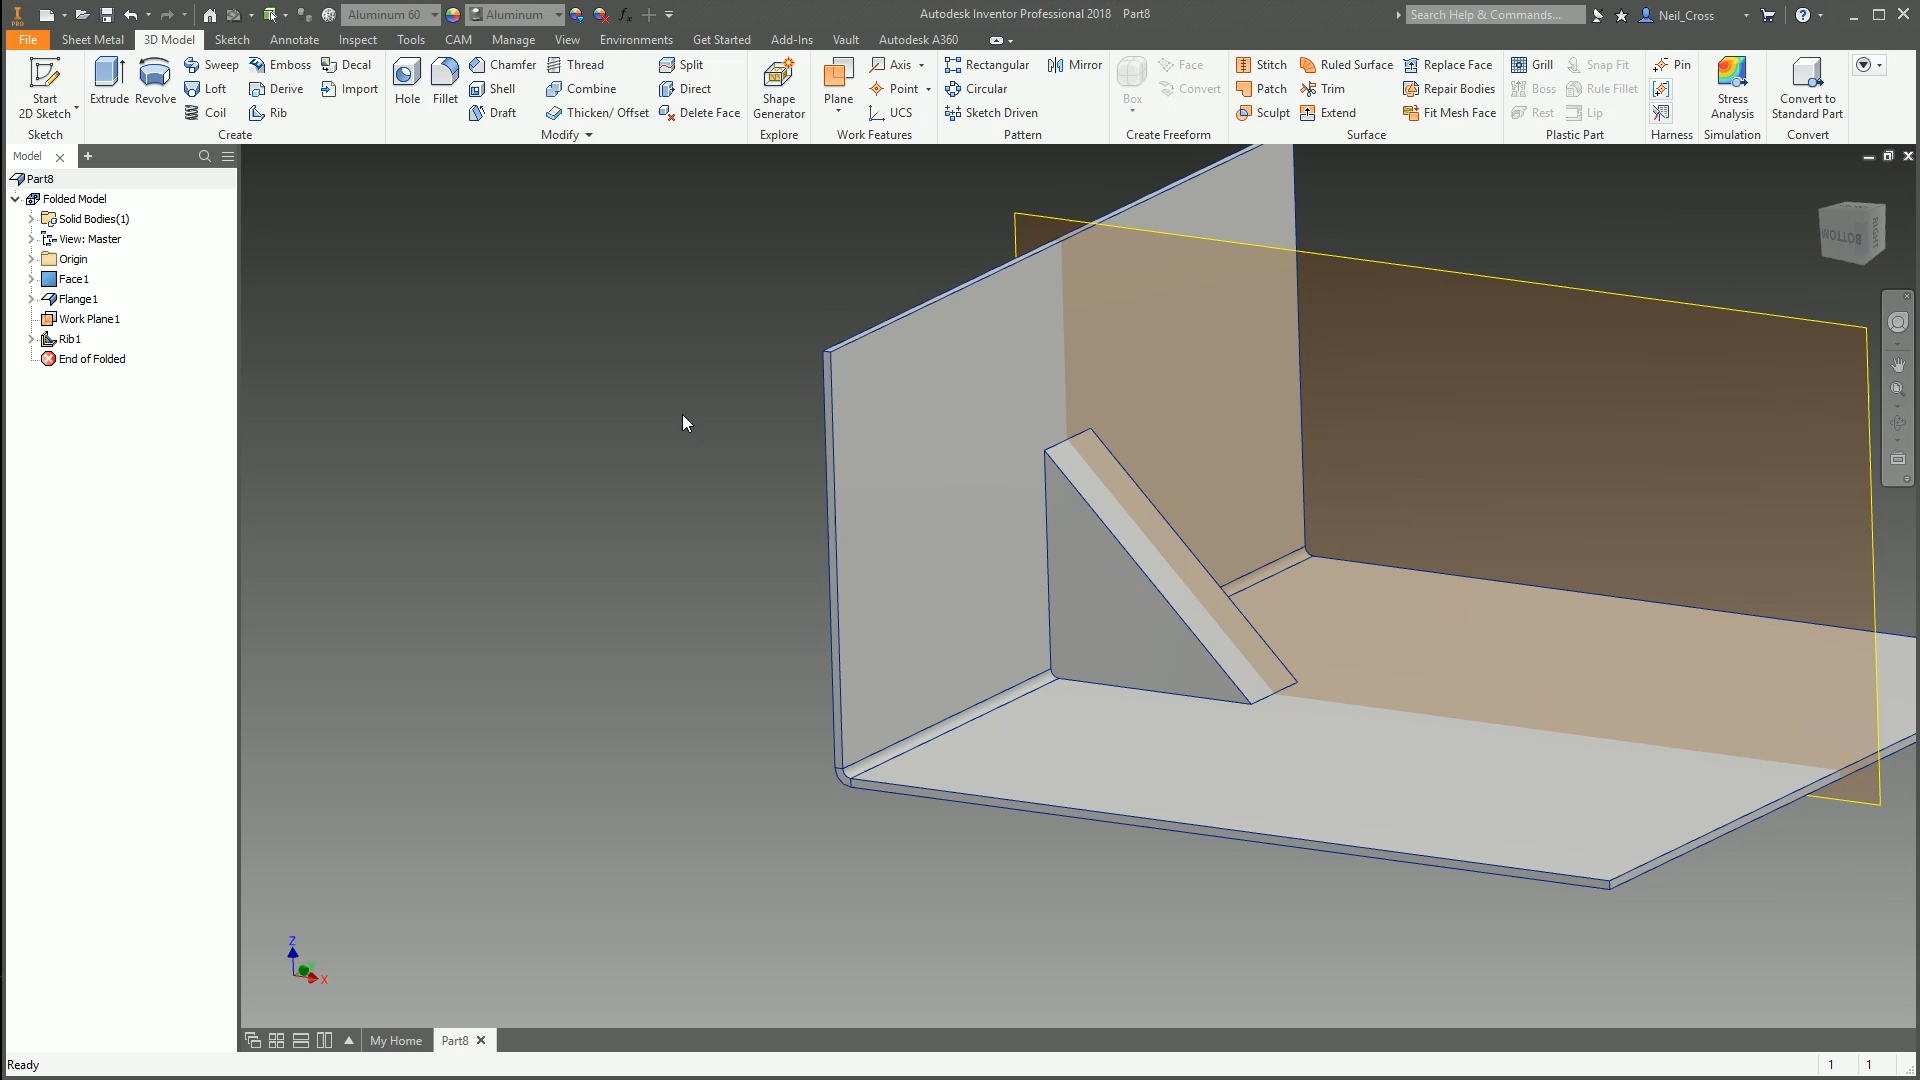 PRO
Aluminum 60
Aluminum
Autodesk Inventor Professional 2018 Part8
Search Help & Commands...
Neil_Cross
File Sheet Metal 3D Model Sketch Annotate Inspect Tools CAM Manage View Environments Get Started Add-Ins Vault Autodesk A360
Start
2D Sketch
Sketch
Extrude
Revolve
Sweep
Loft
Coil
Emboss
Derive
Rib
Decal
Import
Create
Hole
Fillet
Chamfer
Shell
Draft
Thread
Combine
Thicken/ Offset
Split
Direct
Delete Face
Modify
Shape
Generator
Explore
Plane
Axis
Point
UCS
Work Features
Rectangular
Circular
Sketch Driven
Mirror
Pattern
Box
Face
Convert
Create Freeform
Stitch
Patch
Sculpt
Ruled Surface
Trim
Extend
Replace Face
Repair Bodies
Fit Mesh Face
Surface
Grill
Boss
Rest
Snap Fit
Rule Fillet
Lip
Plastic Part
Pin
Harness
Stress
Analysis
Simulation
Convert to
Standard Part
Convert
Model
Part8
Folded Model
Solid Bodies(1)
View: Master
Origin
Face1
Flange1
Work Plane1
Rib1
End of Folded
BOTTOM
RIGHT
Z
X
My Home
Part8
Ready
1 1